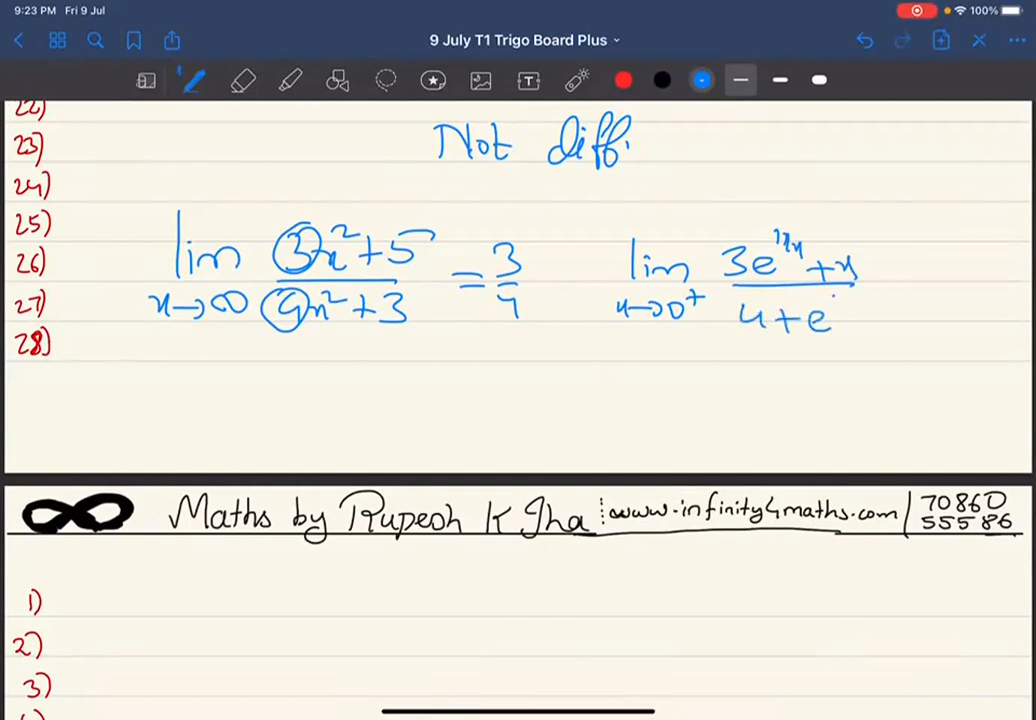 9:23 PM Fri 9 Jul 100%
9 July T1 Trigo Board Plus
22)
23) Not diff.
24)
25)
26) lim x→∞ (3x²+5)/(4x²+3) = 3/4 lim x→0⁺ (3e^(1/x)+x)/(4+e
27)
28)
∞ Maths by Rupesh K Jha www.infinity4maths.com 70860 55586
1)
2)
3)